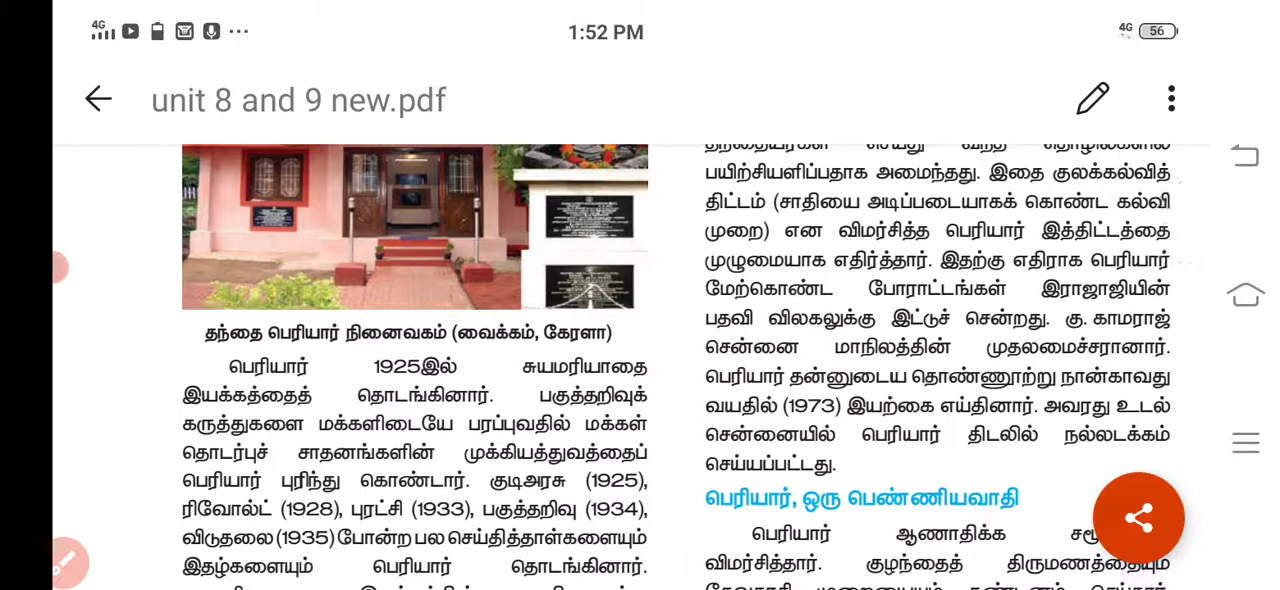 4G
1:52 PM
4G
56
unit 8 and 9 new.pdf
தந்தை பெரியார் நினைவகம் (வைக்கம், கேரளா)
பெரியார் 1925இல் சுயமரியாதை
இயக்கத்தைத் தொடங்கினார். பகுத்தறிவுக்
கருத்துகளை மக்களிடையே பரப்புவதில் மக்கள்
தொடர்புச் சாதனங்களின் முக்கியத்துவத்தைப்
பெரியார் புரிந்து கொண்டார். குடிஅரசு (1925),
ரிவோல்ட் (1928), புரட்சி (1933), பகுத்தறிவு (1934),
விடுதலை (1935) போன்ற பல செய்தித்தாள்களையும்
இதழ்களையும் பெரியார் தொடங்கினார்.
பயிற்சியளிப்பதாக அமைந்தது. இதை குலக்கல்வித்
திட்டம் (சாதியை அடிப்படையாகக் கொண்ட கல்வி
முறை) என விமர்சித்த பெரியார் இத்திட்டத்தை
முழுமையாக எதிர்த்தார். இதற்கு எதிராக பெரியார்
மேற்கொண்ட போராட்டங்கள் இராஜாஜியின்
பதவி விலகலுக்கு இட்டுச் சென்றது. கு. காமராஜ்
சென்னை மாநிலத்தின் முதலமைச்சரானார்.
பெரியார் தன்னுடைய தொண்ணூற்று நான்காவது
வயதில் (1973) இயற்கை எய்தினார். அவரது உடல்
சென்னையில் பெரியார் திடலில் நல்லடக்கம்
செய்யப்பட்டது.
பெரியார், ஒரு பெண்ணியவாதி
பெரியார் ஆணாதிக்க
விமர்சித்தார். குழந்தைத் திருமணத்தையும்